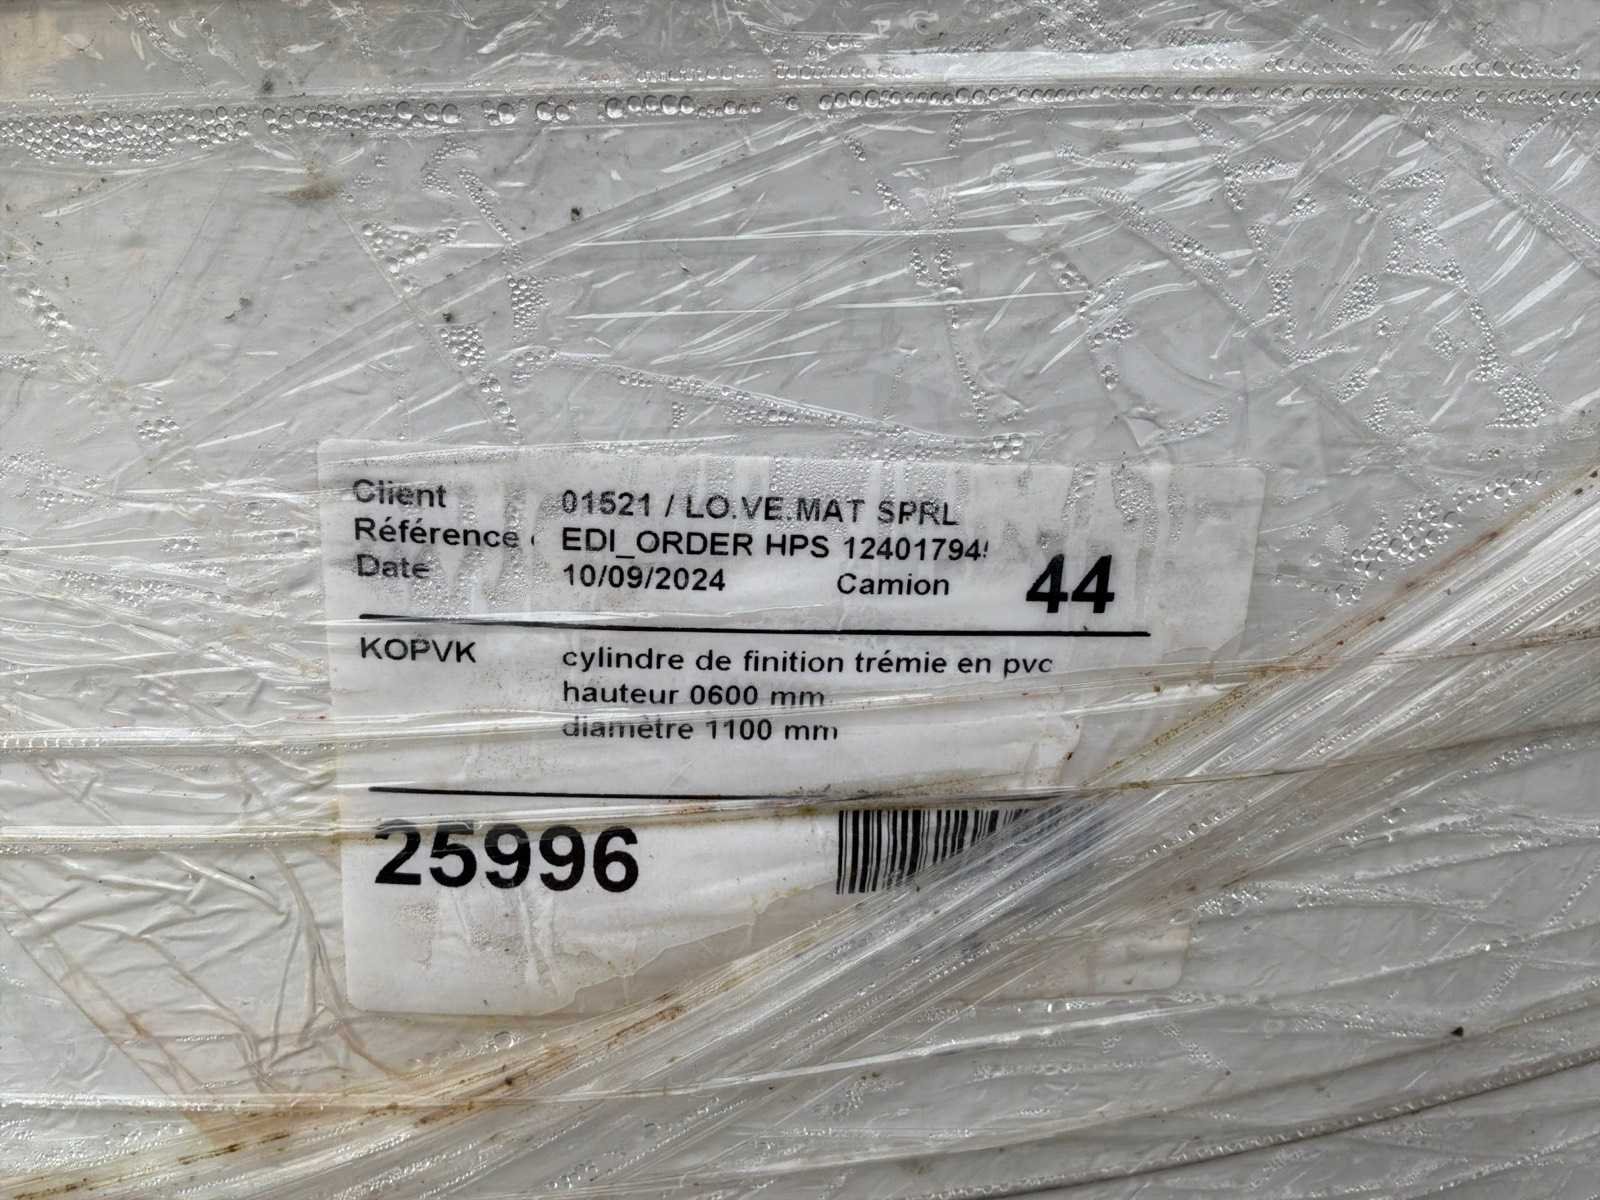 Client 01521 / LO.VE.MAT SPRL
Référence EDI_ORDER HPS
Date 10/09/2024 Camion 44
KOPVK cylindre de finition trémie en pvc
hauteur 0600 mm
diamètre 1100 mm
25996